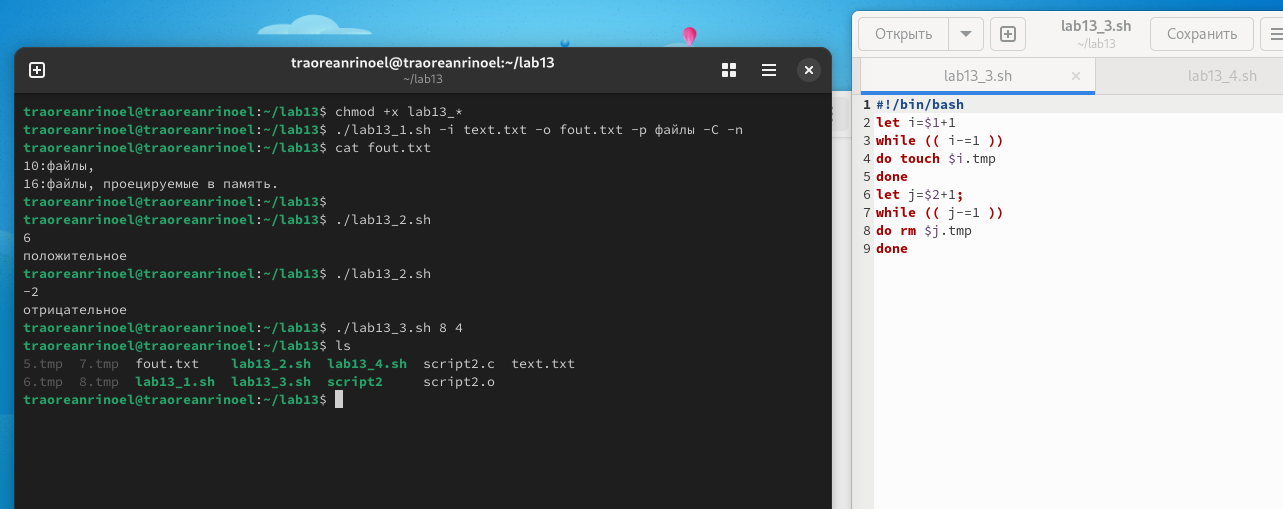 traoreanrinoel@traoreanrinoel:~/lab13
~/lab13
traoreanrinoel@traoreanrinoel:~/lab13$ chmod +x lab13_*
traoreanrinoel@traoreanrinoel:~/lab13$ ./lab13_1.sh -i text.txt -o fout.txt -p файлы -C -n
traoreanrinoel@traoreanrinoel:~/lab13$ cat fout.txt
10:файлы,
16:файлы, проецируемые в память.
traoreanrinoel@traoreanrinoel:~/lab13$
traoreanrinoel@traoreanrinoel:~/lab13$ ./lab13_2.sh
6
положительное
traoreanrinoel@traoreanrinoel:~/lab13$ ./lab13_2.sh
-2
отрицательное
traoreanrinoel@traoreanrinoel:~/lab13$ ./lab13_3.sh 8 4
traoreanrinoel@traoreanrinoel:~/lab13$ ls
5.tmp  7.tmp  fout.txt    lab13_2.sh  lab13_4.sh  script2.c  text.txt
6.tmp  8.tmp  lab13_1.sh  lab13_3.sh  script2     script2.o
traoreanrinoel@traoreanrinoel:~/lab13$
Открыть lab13_3.sh Сохранить
~/lab13
lab13_3.sh lab13_4.sh
1 #!/bin/bash
2 let i=$1+1
3 while (( i-=1 ))
4 do touch $i.tmp
5 done
6 let j=$2+1;
7 while (( j-=1 ))
8 do rm $j.tmp
9 done